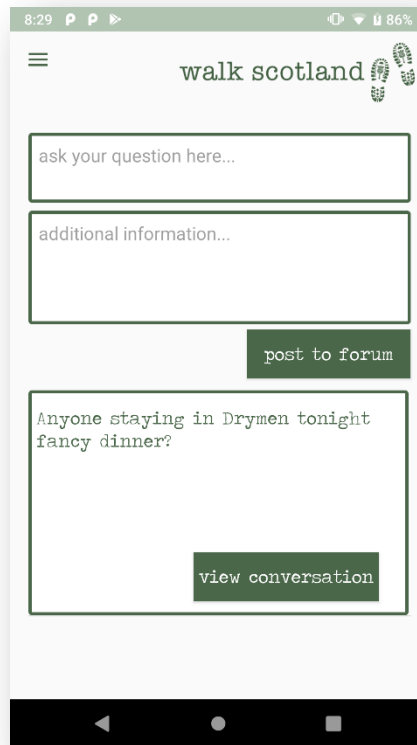 8:29 86%
walk scotland
ask your question here...
additional information...
post to forum
Anyone staying in Drymen tonight
fancy dinner?
view conversation